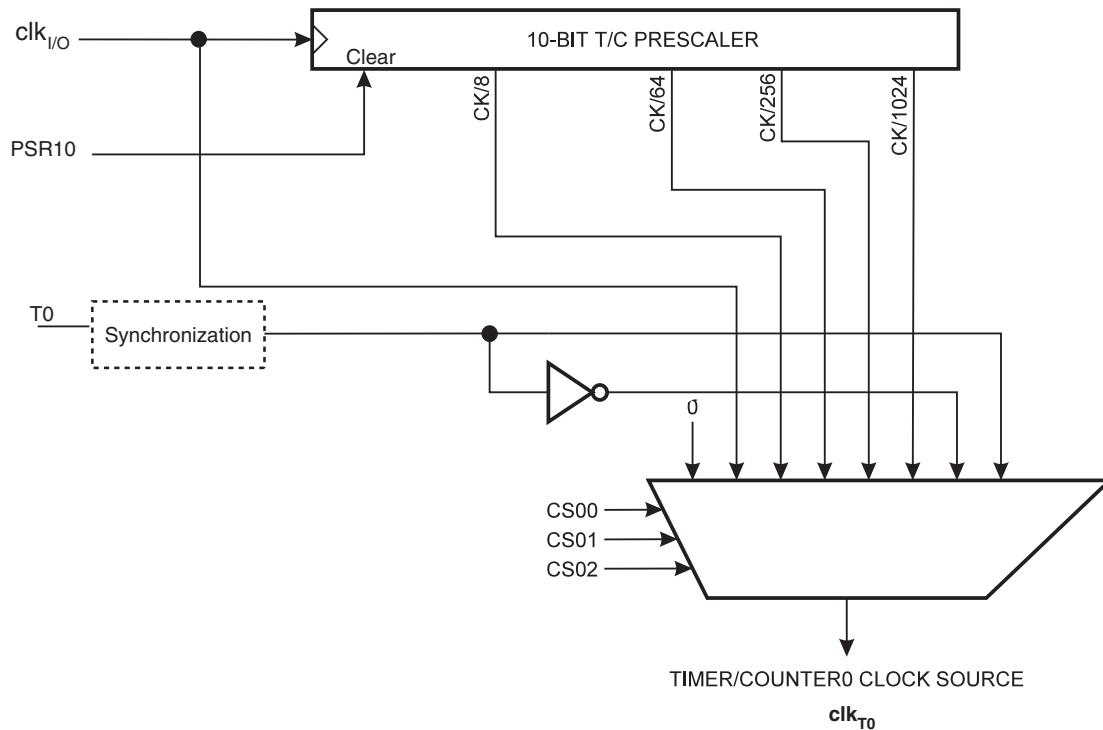 clkI/O
10-BIT T/C PRESCALER
Clear
CK/8
CK/64
CK/256
CK/1024
PSR10
T0
Synchronization
0
CS00
CS01
CS02
TIMER/COUNTER0 CLOCK SOURCE
clkT0